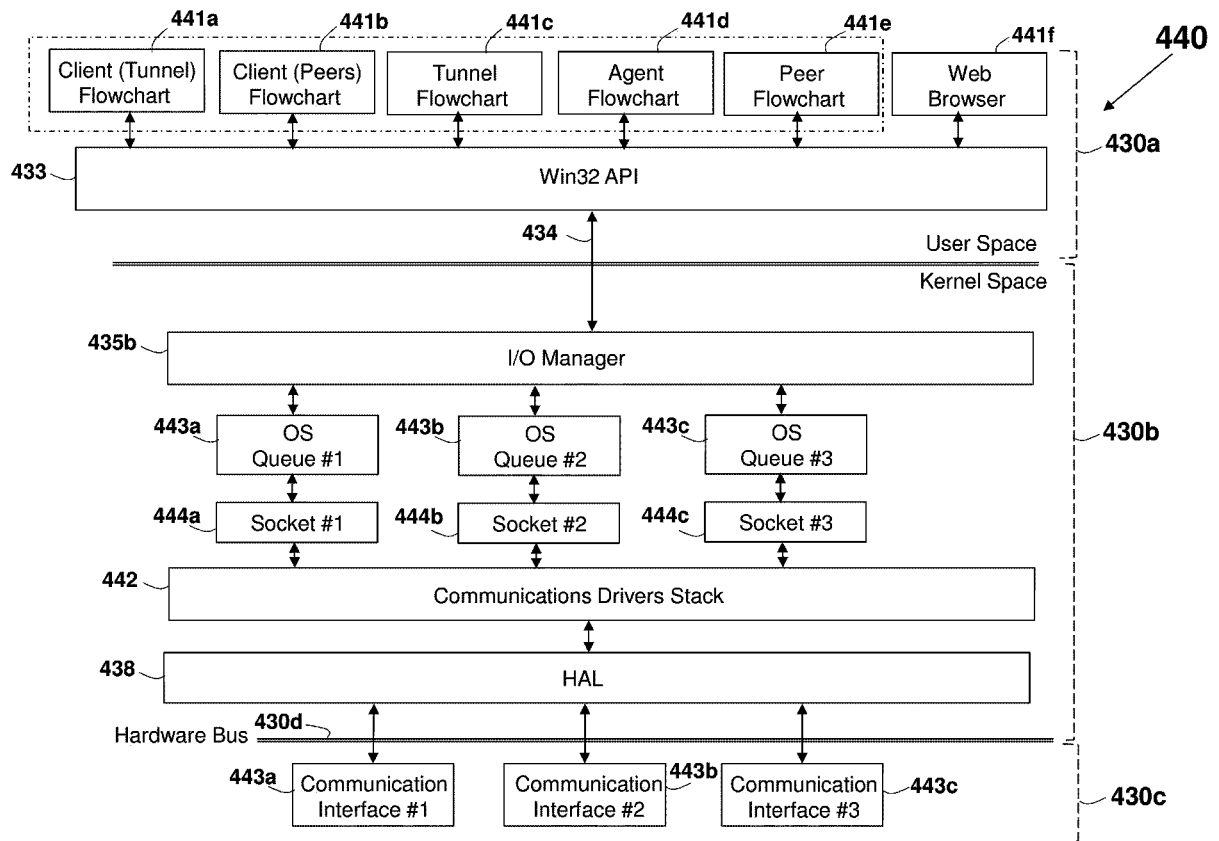 441a
441b
441c
441d
441e
441f
440
Client (Tunnel)
Flowchart
Client (Peers)
Flowchart
Tunnel
Flowchart
Agent
Flowchart
Peer
Flowchart
Web
Browser
430a
433
Win32 API
434
User Space
Kernel Space
435b
I/O Manager
443a
OS
Queue #1
443b
OS
Queue #2
443c
OS
Queue #3
430b
444a
Socket #1
444b
Socket #2
444c
Socket #3
442
Communications Drivers Stack
438
HAL
Hardware Bus
430d
443a
Communication
Interface #1
443b
Communication
Interface #2
443c
Communication
Interface #3
430c